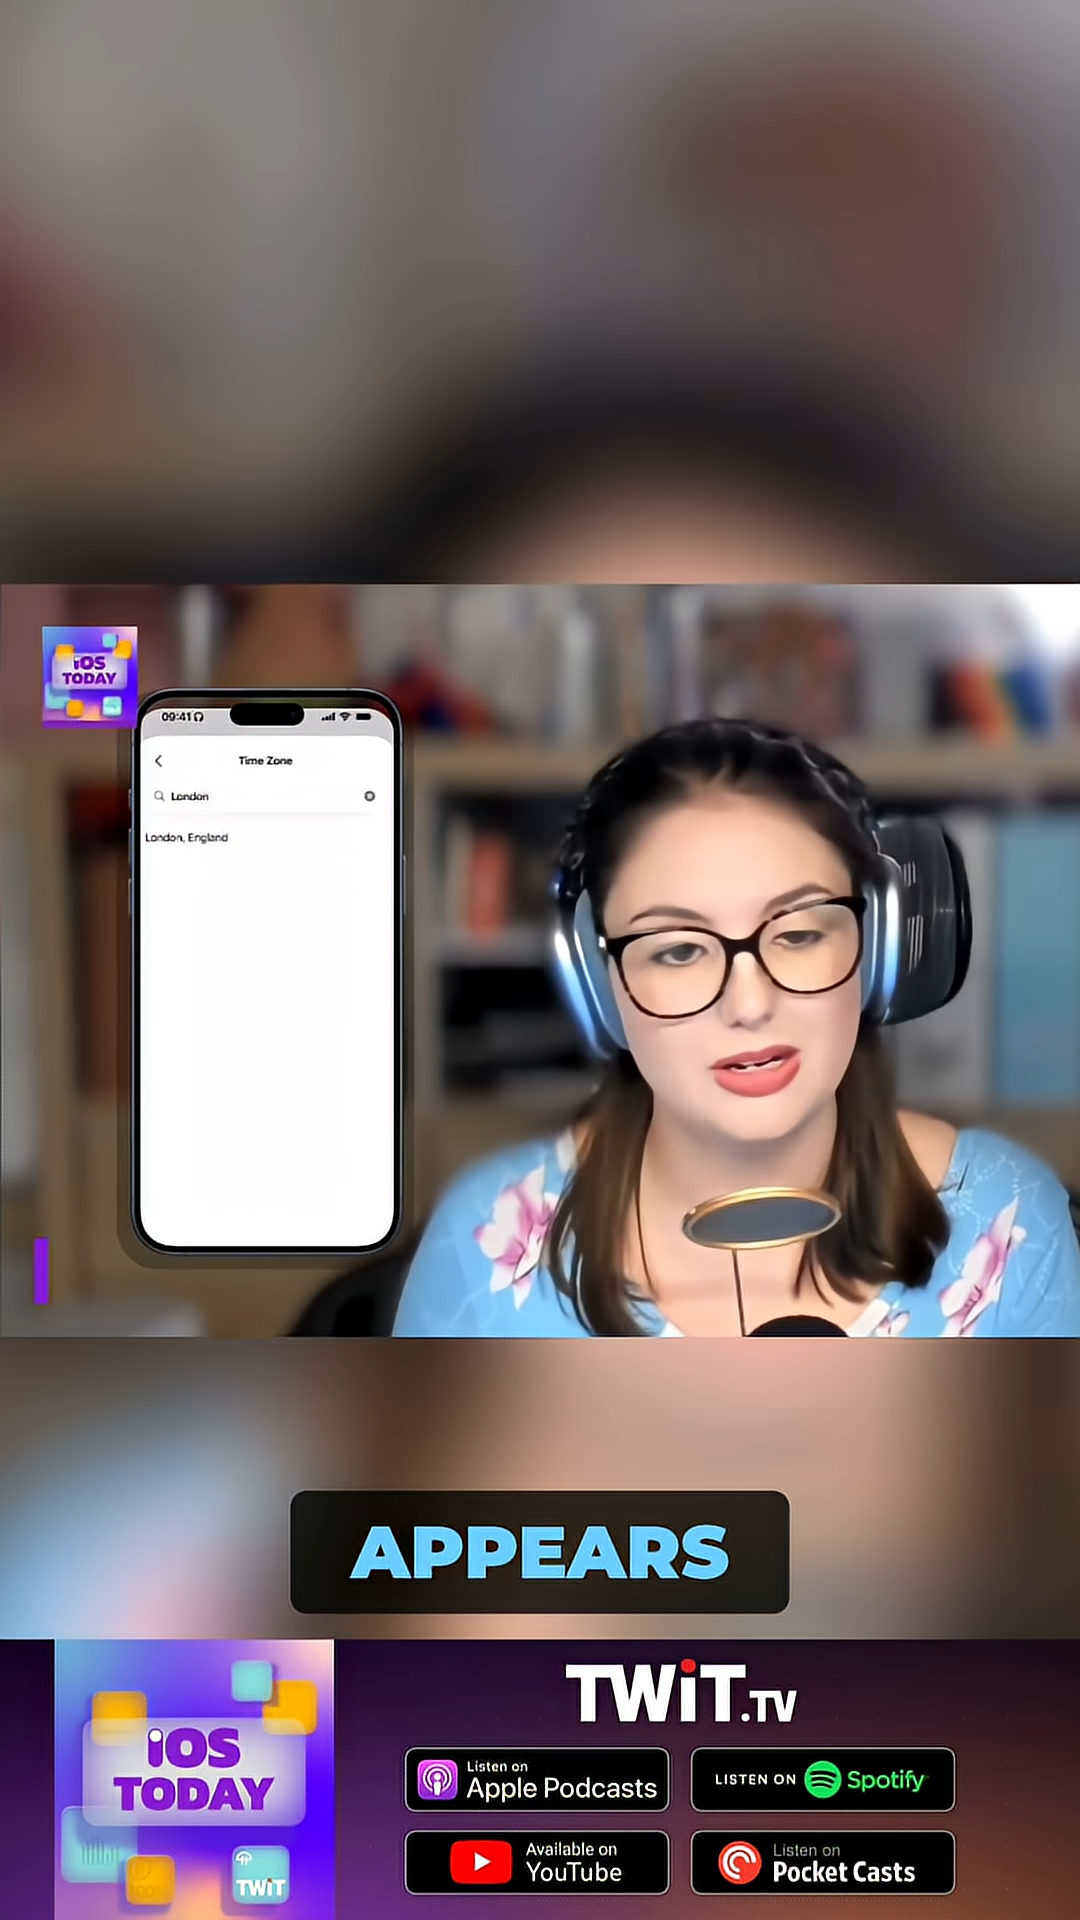 iOS
TODAY
09:41
Time Zone
London
London, England
APPEARS
iOS
TODAY
TWiT
TWiT.TV
Listen on
Apple Podcasts
LISTEN ON Spotify
Available on
YouTube
Listen on
Pocket Casts